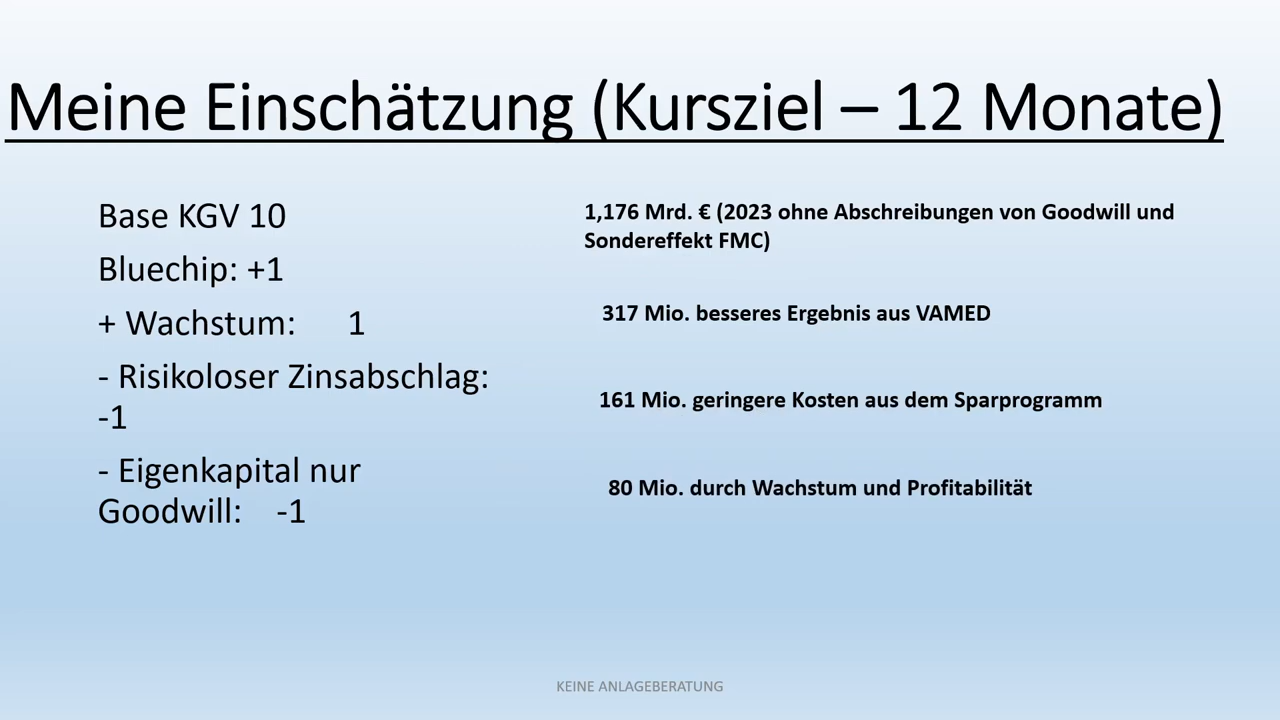 Meine Einschätzung (Kursziel – 12 Monate)
Base KGV 10
Bluechip: +1
+ Wachstum: 1
- Risikoloser Zinsabschlag:
-1
- Eigenkapital nur
Goodwill: -1
1,176 Mrd. € (2023 ohne Abschreibungen von Goodwill und
Sondereffekt FMC)
317 Mio. besseres Ergebnis aus VAMED
161 Mio. geringere Kosten aus dem Sparprogramm
80 Mio. durch Wachstum und Profitabilität
KEINE ANLAGEBERATUNG